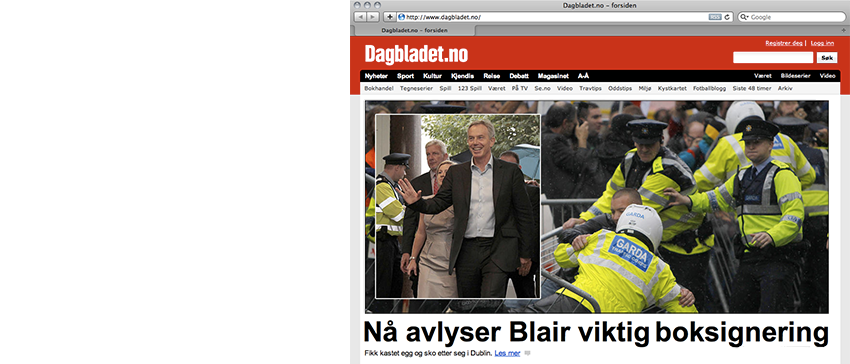 Dagbladet.no – forsiden
http://www.dagbladet.no/ RSS Google
Dagbladet.no – forsiden
Registrer deg | Logg inn
Dagbladet.no
Søk
Nyheter Sport Kultur Kjendis Reise Debatt Magasinet A-Å Været Bildeserier Video
Bokhandel Tegneserier Spill 123 Spill Været På TV Se.no Video Travtips Oddstips Miljø Kystkartet Fotballblogg Siste 48 timer Arkiv
GARDA
GARDA
Nå avlyser Blair viktig boksignering
Fikk kastet egg og sko etter seg i Dublin. Les mer